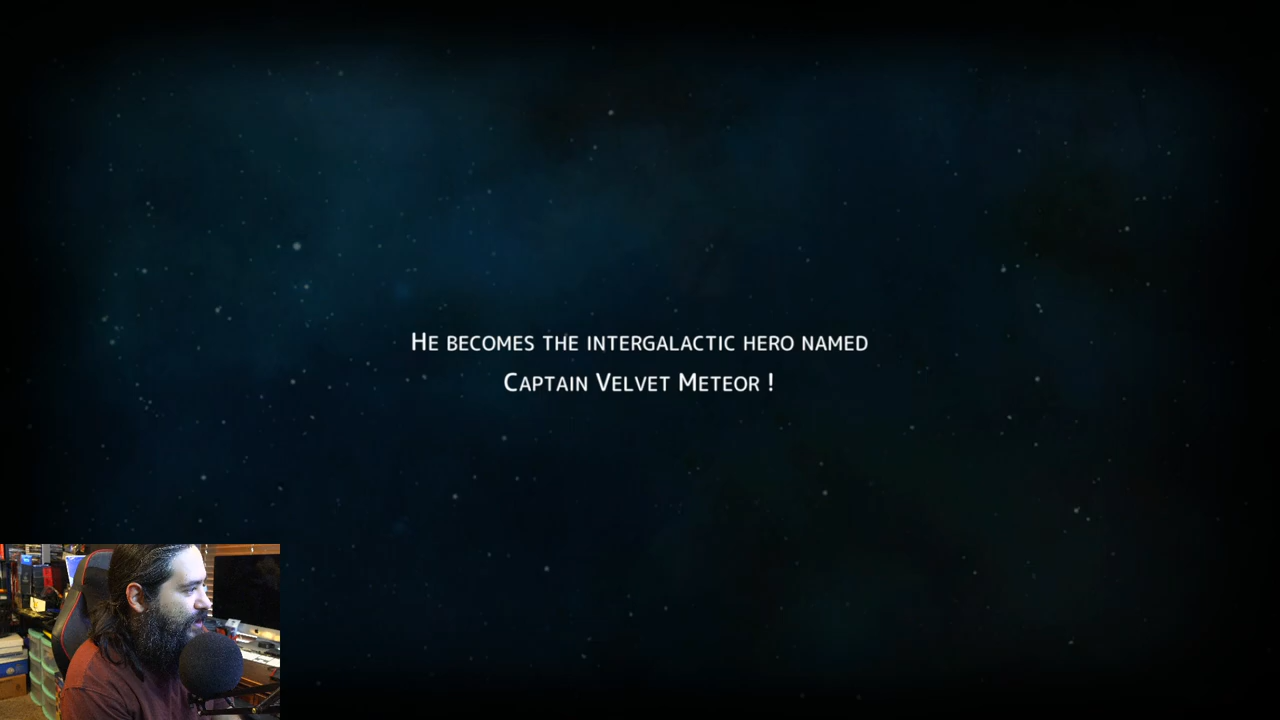 He becomes the intergalactic hero named
Captain Velvet Meteor !